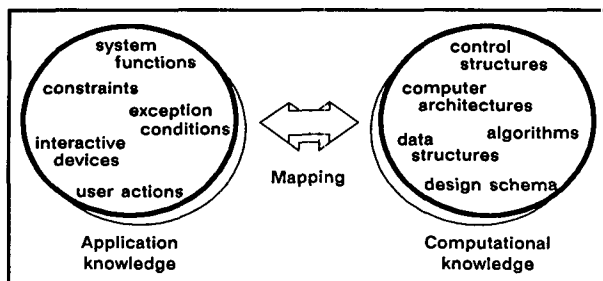 system
functions
constraints
exception
conditions
interactive
devices
user actions
Application
knowledge
Mapping
control
structures
computer
architectures
algorithms
data
structures
design schema
Computational
knowledge